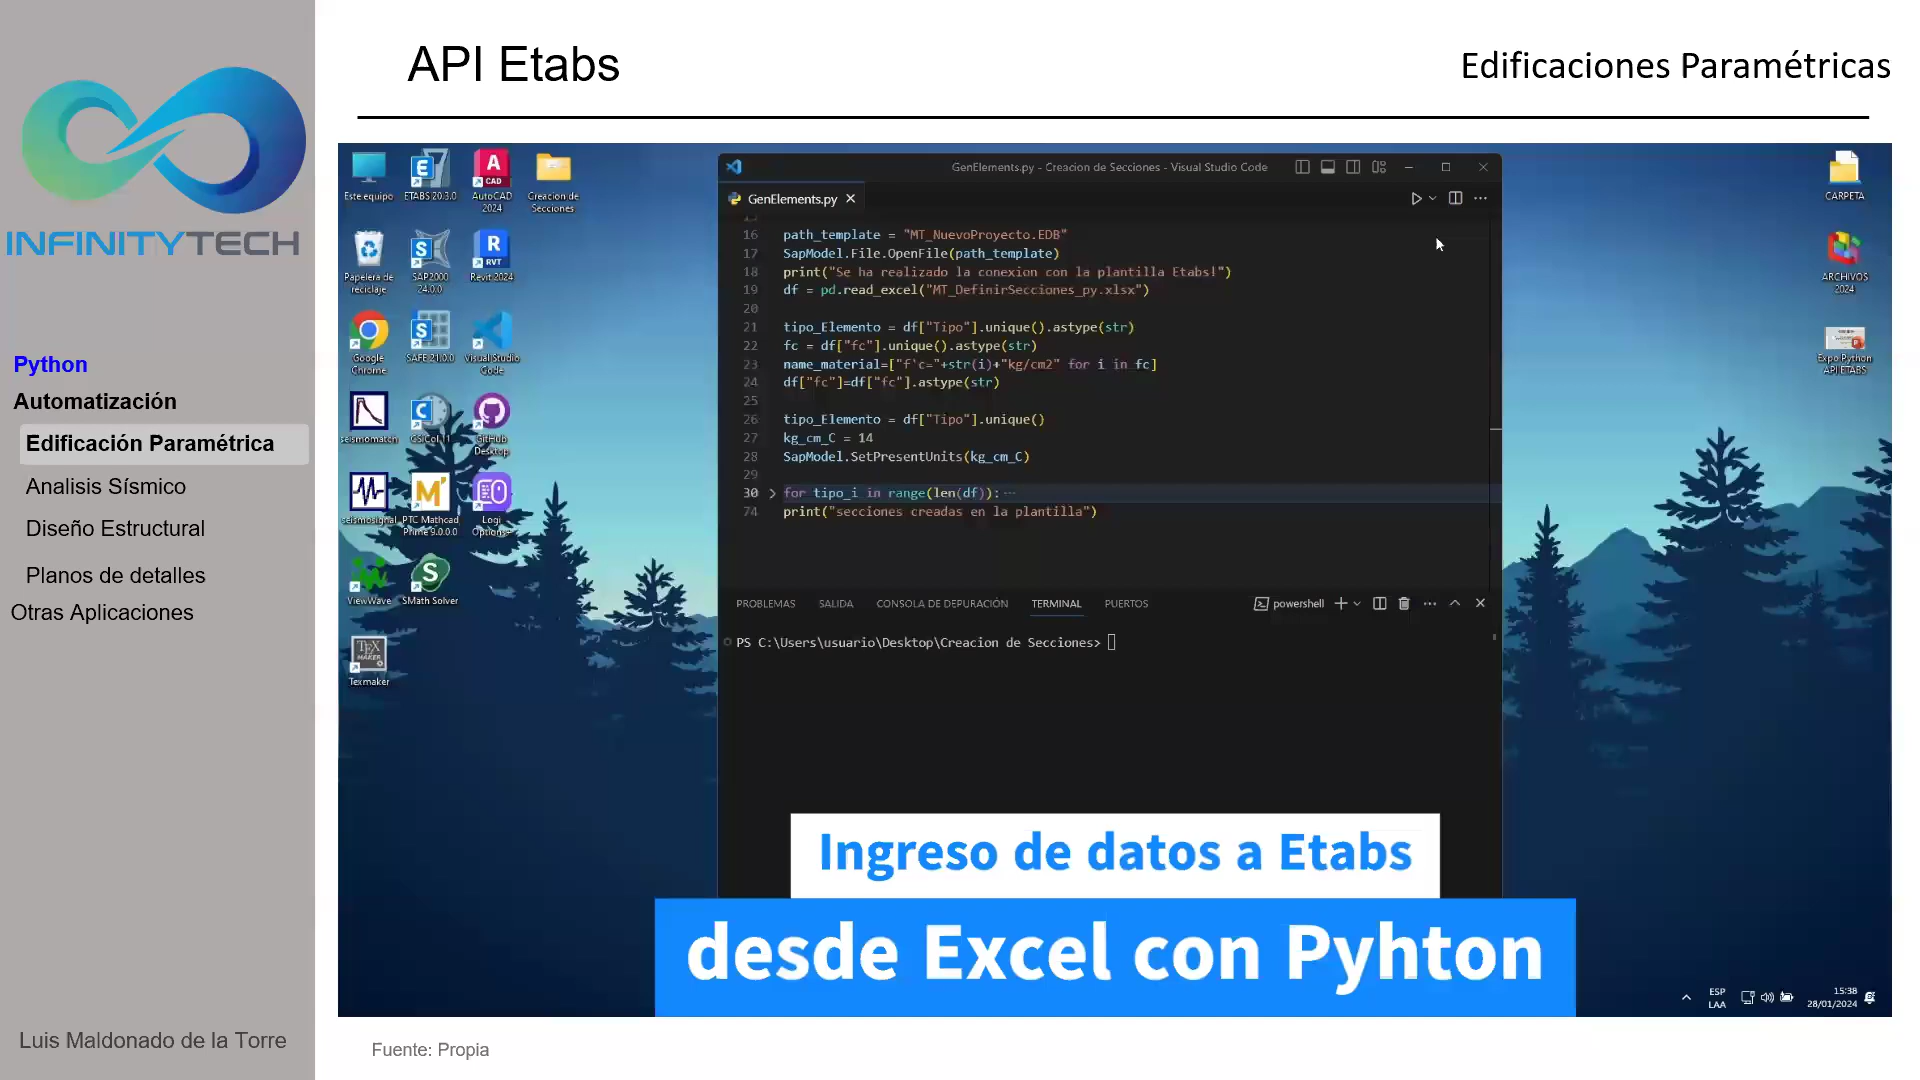 API Etabs
Edificaciones Paramétricas
INFINITYTECH
Python
Automatización
Edificación Paramétrica
Analisis Sísmico
Diseño Estructural
Planos de detalles
Otras Aplicaciones
Luis Maldonado de la Torre
Este equipo
ETABS 20.3.0
AutoCAD 2024
Creacion de Secciones
Papelera de reciclaje
SAP2000 24.0.0
Revit 2024
Google Chrome
SAFE 21.0.0
Visual Studio Code
seismomatch
CSiCol 11
GitHub Desktop
seismosignal
PTC Mathcad Prime 9.0.0.0
Logi Options+
ViewWave
SMath Solver
Texmaker
GenElements.py - Creacion de Secciones - Visual Studio Code
GenElements.py
16 path_template = "MT_NuevoProyecto.EDB"
17 SapModel.File.OpenFile(path_template)
18 print("Se ha realizado la conexion con la plantilla Etabs!")
19 df = pd.read_excel("MT_DefinirSecciones_py.xlsx")
20
21 tipo_Elemento = df["Tipo"].unique().astype(str)
22 fc = df["fc"].unique().astype(str)
23 name_material=["f'c="+str(i)+"kg/cm2" for i in fc]
24 df["fc"]=df["fc"].astype(str)
25
26 tipo_Elemento = df["Tipo"].unique()
27 kg_cm_C = 14
28 SapModel.SetPresentUnits(kg_cm_C)
29
30 for tipo_i in range(len(df)):
74 print("secciones creadas en la plantilla")
PROBLEMAS SALIDA CONSOLA DE DEPURACIÓN TERMINAL PUERTOS
powershell
PS C:\Users\usuario\Desktop\Creacion de Secciones>
CARPETA
ARCHIVOS 2024
Expo Python API ETABS
Ingreso de datos a Etabs
desde Excel con Pyhton
ESP
LAA
15:38
28/01/2024
Fuente: Propia